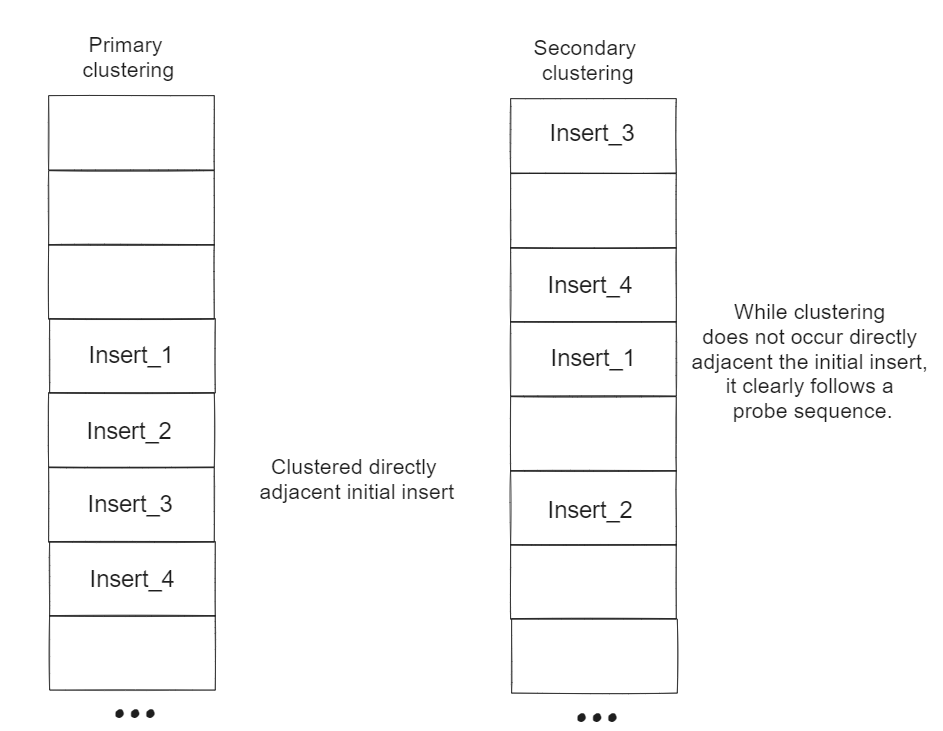 Primary
clustering
Insert_1
Insert_2
Insert_3
Insert_4
Clustered directly
adjacent initial insert
Secondary
clustering
Insert_3
Insert_4
Insert_1
Insert_2
While clustering
does not occur directly
adjacent the initial insert,
it clearly follows a
probe sequence.